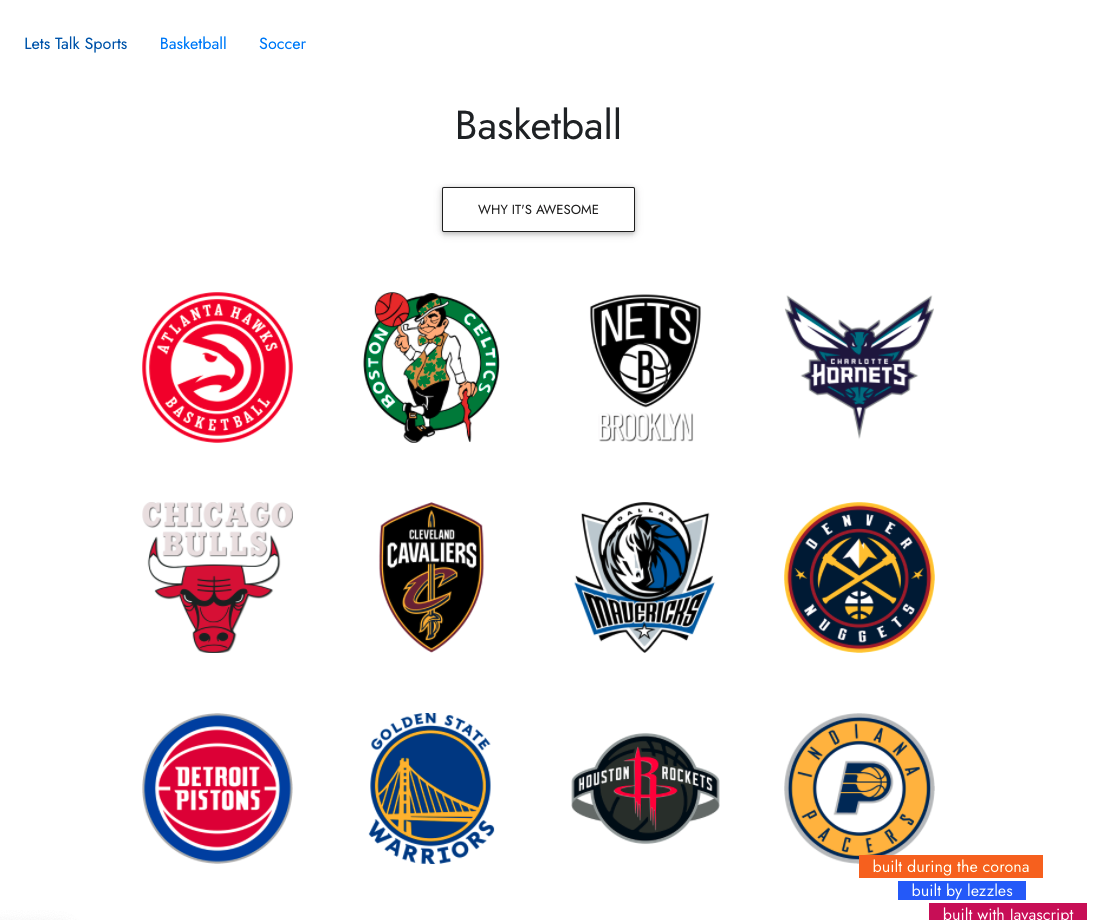 Lets Talk Sports Basketball Soccer
Basketball
WHY IT'S AWESOME
ATLANTA HAWKS
BASKETBALL
BOSTON
CELTICS
NETS
B
BROOKLYN
CHARLOTTE
HORNETS
CHICAGO
BULLS
CLEVELAND
CAVALIERS
C
DALLAS
MAVERICKS
DENVER
NUGGETS
DETROIT
PISTONS
GOLDEN STATE
WARRIORS
HOUSTON R ROCKETS
INDIANA
P
PACERS
built during the corona
built by lezzles
built with Javascript